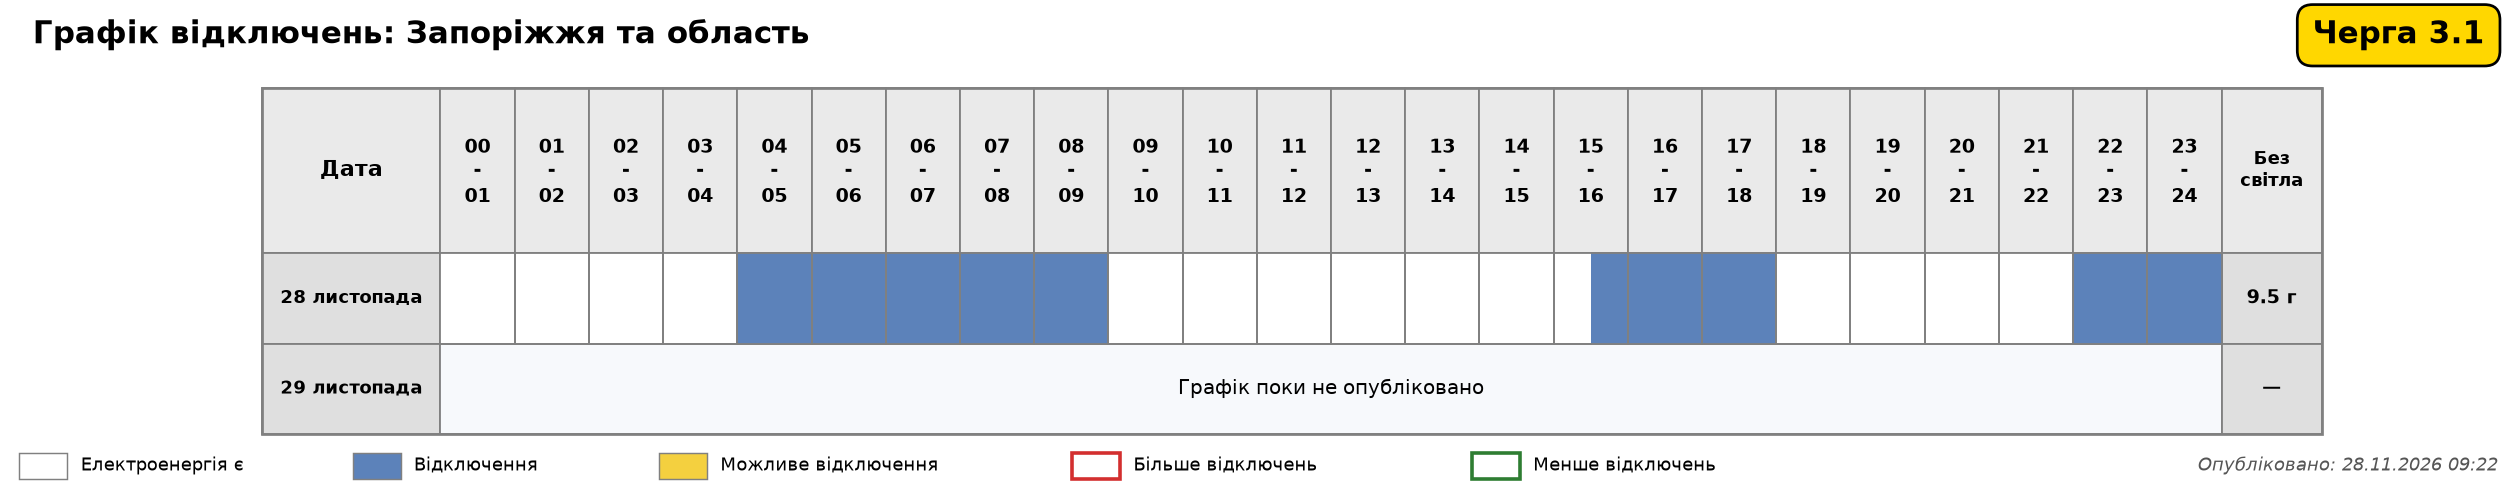 Графік відключень: Запоріжжя та область
Черга 3.1
Дата
00 - 01
01 - 02
02 - 03
03 - 04
04 - 05
05 - 06
06 - 07
07 - 08
08 - 09
09 - 10
10 - 11
11 - 12
12 - 13
13 - 14
14 - 15
15 - 16
16 - 17
17 - 18
18 - 19
19 - 20
20 - 21
21 - 22
22 - 23
23 - 24
Без
світла
28 листопада
9.5 г
29 листопада
Графік поки не опубліковано
—
Електроенергія є
Відключення
Можливе відключення
Більше відключень
Менше відключень
Опубліковано: 28.11.2026 09:22